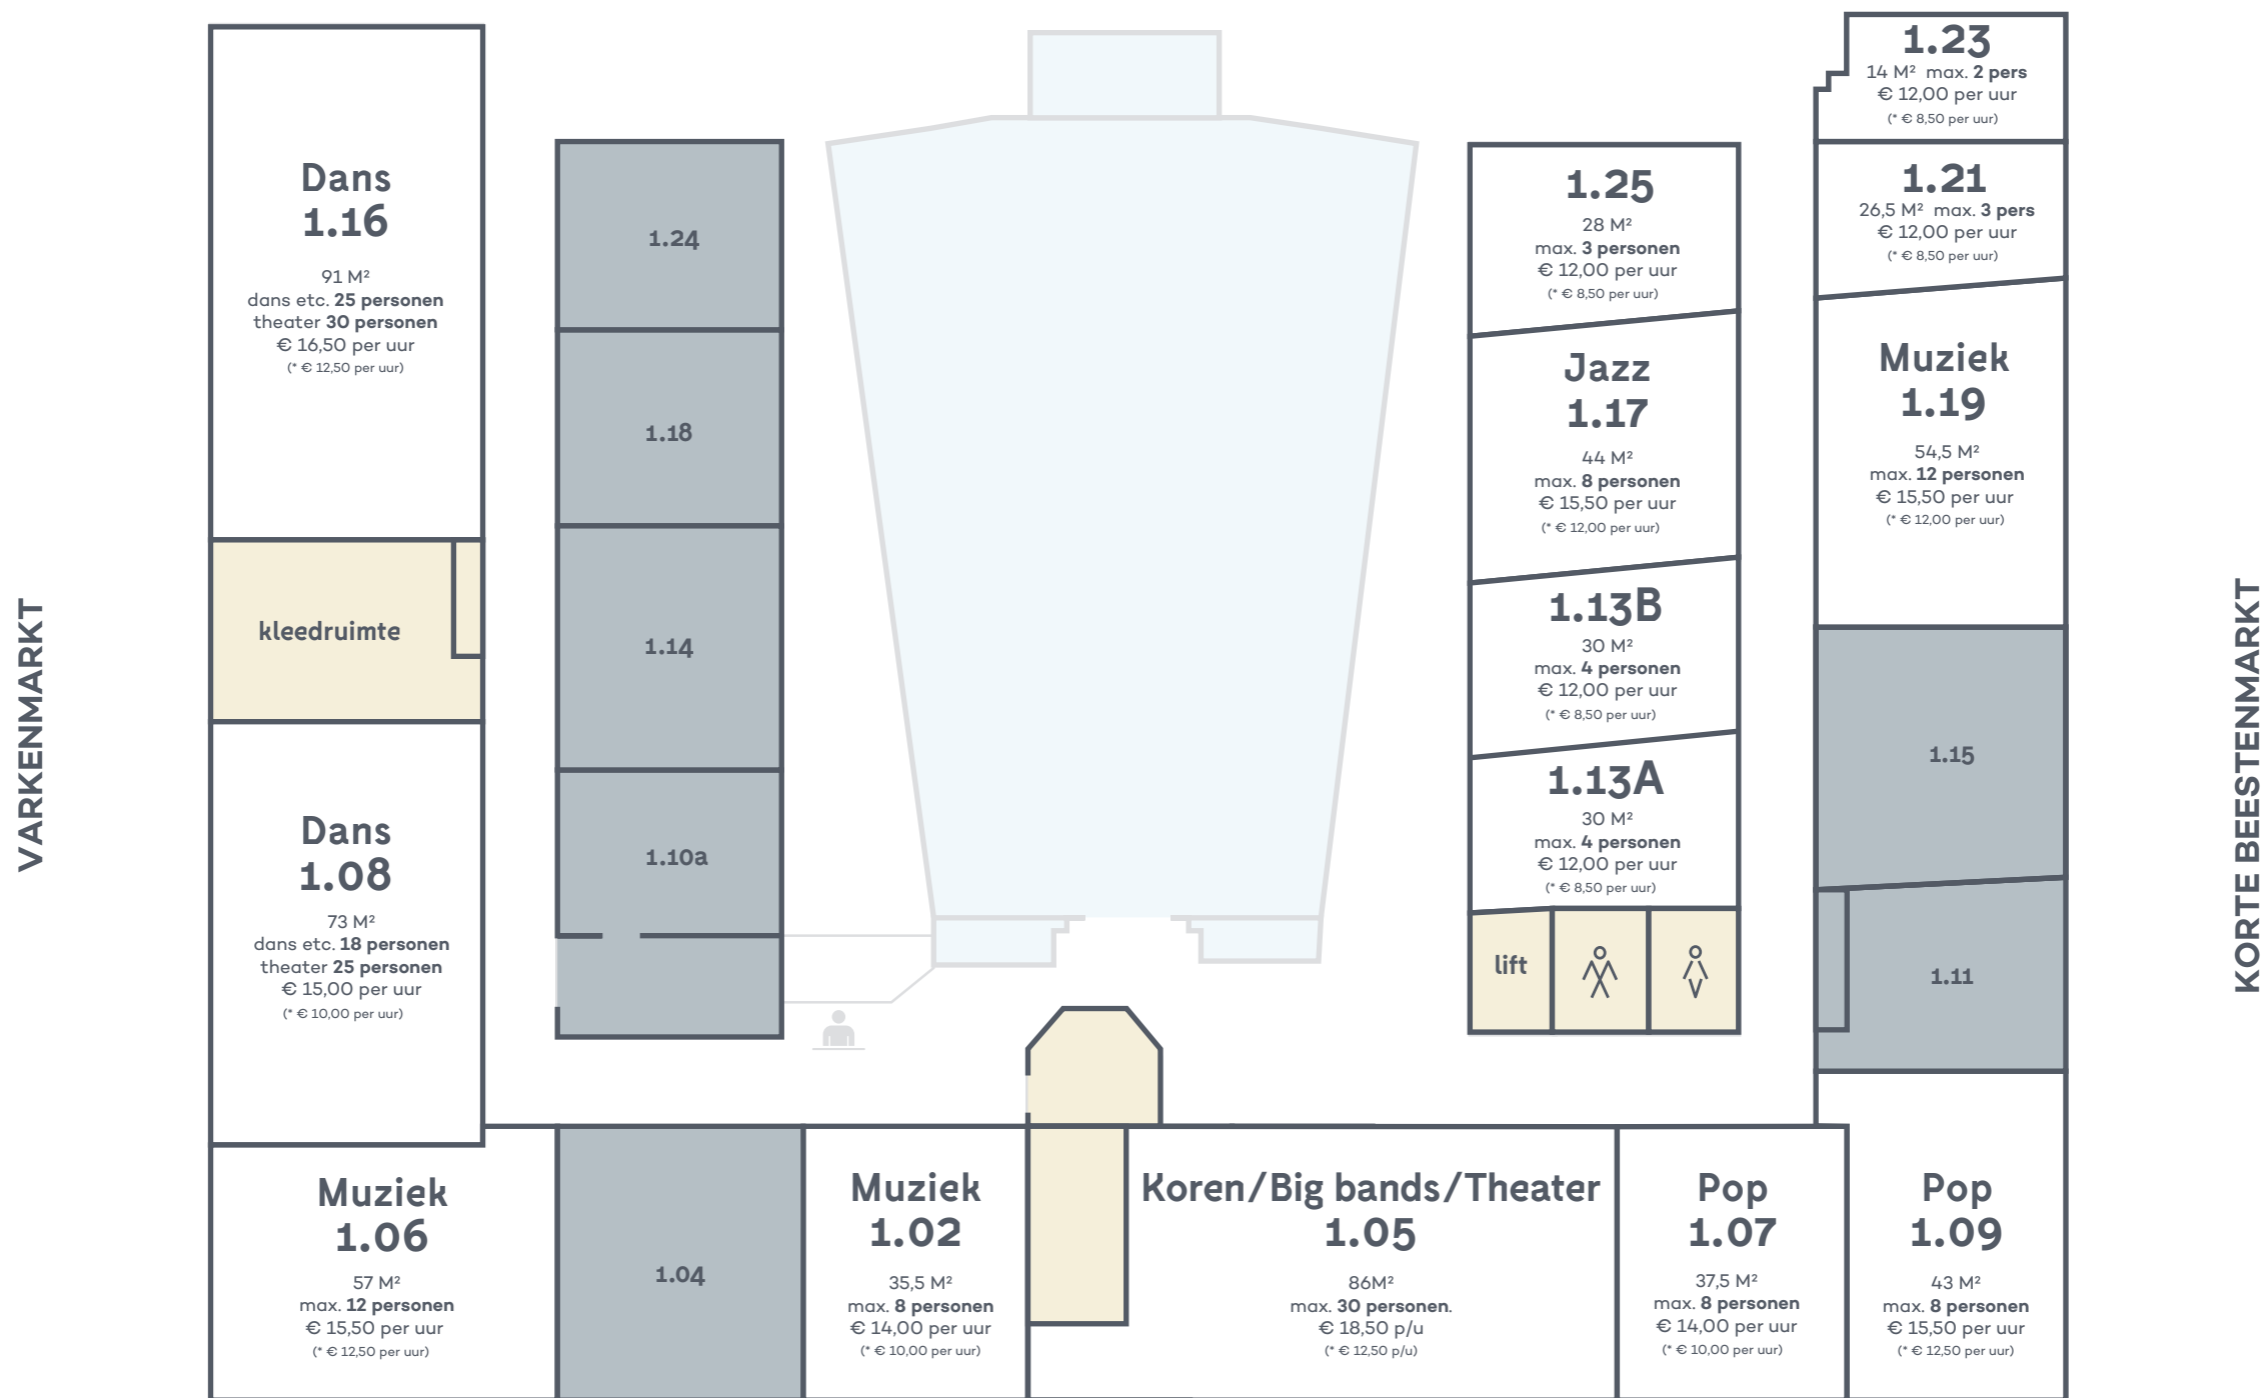 VARKENMARKT
Dans
1.16
91 M²
dans etc. 25 personen
theater 30 personen
€ 16,50 per uur
(* € 12,50 per uur)
kleedruimte
Dans
1.08
73 M²
dans etc. 18 personen
theater 25 personen
€ 15,00 per uur
(* € 10,00 per uur)
Muziek
1.06
57 M²
max. 12 personen
€ 15,50 per uur
(* € 12,50 per uur)
1.24
1.18
1.14
1.10a
1.04
Muziek
1.02
35,5 M²
max. 8 personen
€ 14,00 per uur
(* € 10,00 per uur)
Koren/Big bands/Theater
1.05
86M²
max. 30 personen.
€ 18,50 p/u
(* € 12,50 p/u)
1.25
28 M²
max. 3 personen
€ 12,00 per uur
(* € 8,50 per uur)
Jazz
1.17
44 M²
max. 8 personen
€ 15,50 per uur
(* € 12,00 per uur)
1.13B
30 M²
max. 4 personen
€ 12,00 per uur
(* € 8,50 per uur)
1.13A
30 M²
max. 4 personen
€ 12,00 per uur
(* € 8,50 per uur)
lift
Pop
1.07
37,5 M²
max. 8 personen
€ 14,00 per uur
(* € 10,00 per uur)
1.23
14 M² max. 2 pers
€ 12,00 per uur
(* € 8,50 per uur)
1.21
26,5 M² max. 3 pers
€ 12,00 per uur
(* € 8,50 per uur)
Muziek
1.19
54,5 M²
max. 12 personen
€ 15,50 per uur
(* € 12,00 per uur)
1.15
1.11
Pop
1.09
43 M²
max. 8 personen
€ 15,50 per uur
(* € 12,50 per uur)
KORTE BEESTENMARKT